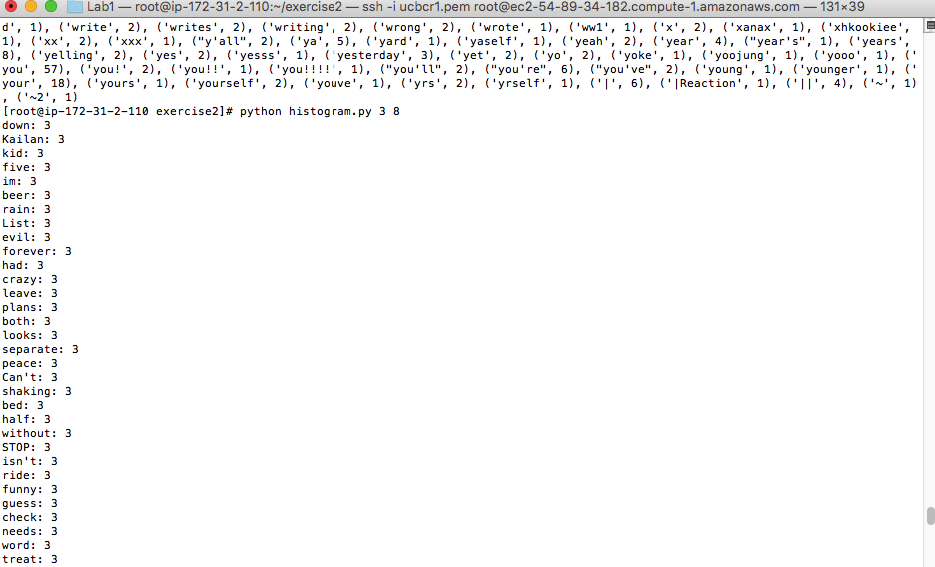 Lab1 — root@ip-172-31-2-110:~/exercise2 — ssh -i ucbcr1.pem root@ec2-54-89-34-182.compute-1.amazonaws.com — 131×39
d', 1), ('write', 2), ('writes', 2), ('writing', 2), ('wrong', 2), ('wrote', 1), ('ww1', 1), ('x', 2), ('xanax', 1), ('xhkookiee',
1), ('xx', 2), ('xxx', 1), ("y'all", 2), ('ya', 5), ('yard', 1), ('yaself', 1), ('yeah', 2), ('year', 4), ("year's", 1), ('years',
8), ('yelling', 2), ('yes', 2), ('yesss', 1), ('yesterday', 3), ('yet', 2), ('yo', 2), ('yoke', 1), ('yoojung', 1), ('yooo', 1), ('
you', 57), ('you!', 2), ('you!!', 1), ('you!!!!', 1), ("you'll", 2), ("you're", 6), ("you've", 2), ('young', 1), ('younger', 1), ('
your', 18), ('yours', 1), ('yourself', 2), ('youve', 1), ('yrs', 2), ('yrself', 1), ('|', 6), ('|Reaction', 1), ('||', 4), ('~', 1)
, ('~2', 1)
[root@ip-172-31-2-110 exercise2]# python histogram.py 3 8
down: 3
Kailan: 3
kid: 3
five: 3
im: 3
beer: 3
rain: 3
List: 3
evil: 3
forever: 3
had: 3
crazy: 3
leave: 3
plans: 3
both: 3
looks: 3
separate: 3
peace: 3
Can't: 3
shaking: 3
bed: 3
half: 3
without: 3
STOP: 3
isn't: 3
ride: 3
funny: 3
guess: 3
check: 3
needs: 3
word: 3
treat: 3